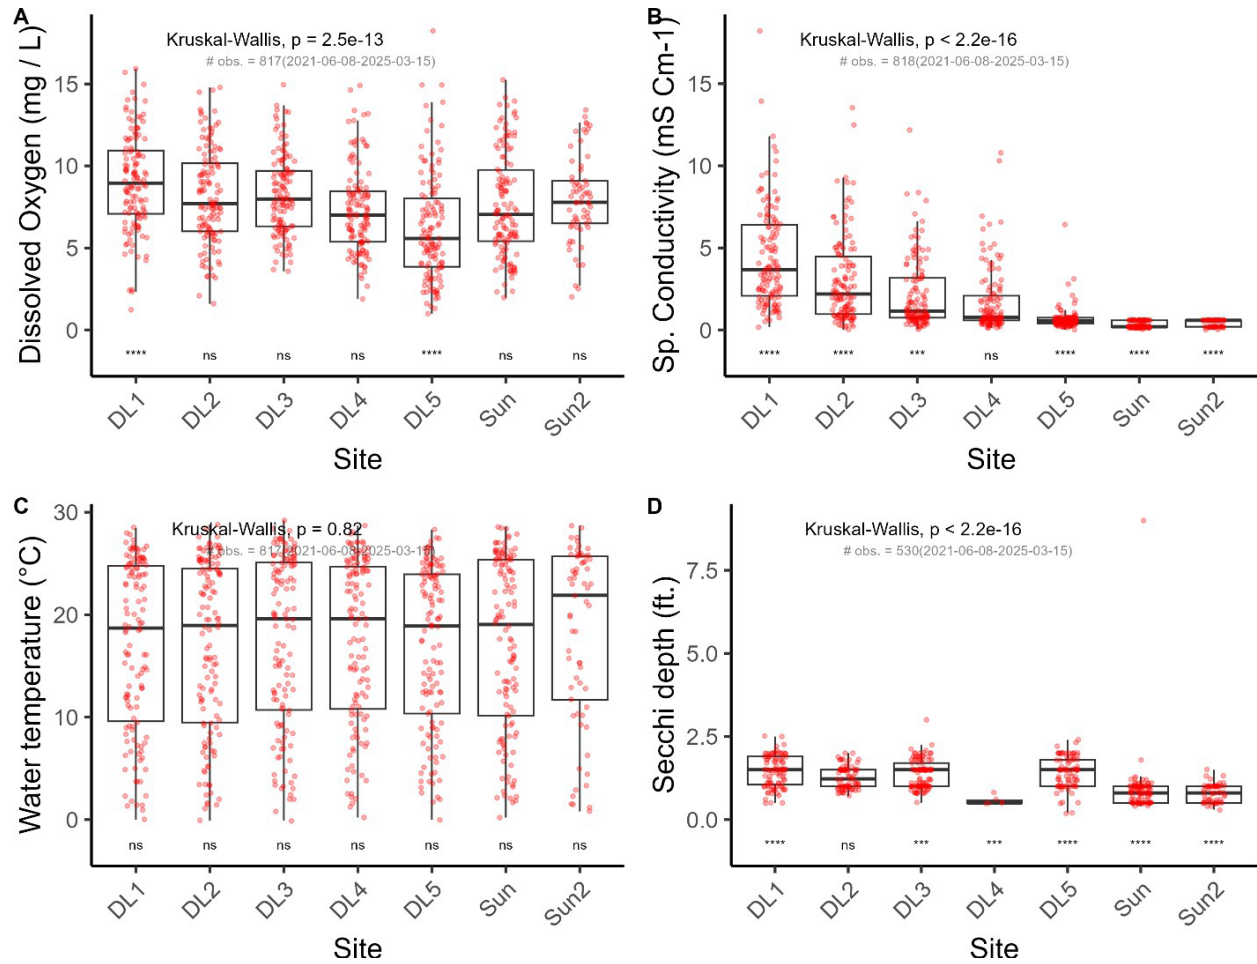 A
Kruskal-Wallis, p = 2.5e-13
# obs. = 817(2021-06-08-2025-03-15)
Dissolved Oxygen (mg / L)
15
10
5
0
**** ns ns ns **** ns ns
DL1 DL2 DL3 DL4 DL5 Sun Sun2
Site
B
Kruskal-Wallis, p < 2.2e-16
# obs. = 818(2021-06-08-2025-03-15)
Sp. Conductivity (mS Cm-1)
15
10
5
0
**** **** *** ns **** **** ****
DL1 DL2 DL3 DL4 DL5 Sun Sun2
Site
C
Kruskal-Wallis, p = 0.82
# obs. = 817(2021-06-08-2025-03-15)
Water temperature (°C)
30
20
10
0
ns ns ns ns ns ns ns
DL1 DL2 DL3 DL4 DL5 Sun Sun2
Site
D
Kruskal-Wallis, p < 2.2e-16
# obs. = 530(2021-06-08-2025-03-15)
Secchi depth (ft.)
7.5
5.0
2.5
0.0
**** ns *** *** **** **** ****
DL1 DL2 DL3 DL4 DL5 Sun Sun2
Site